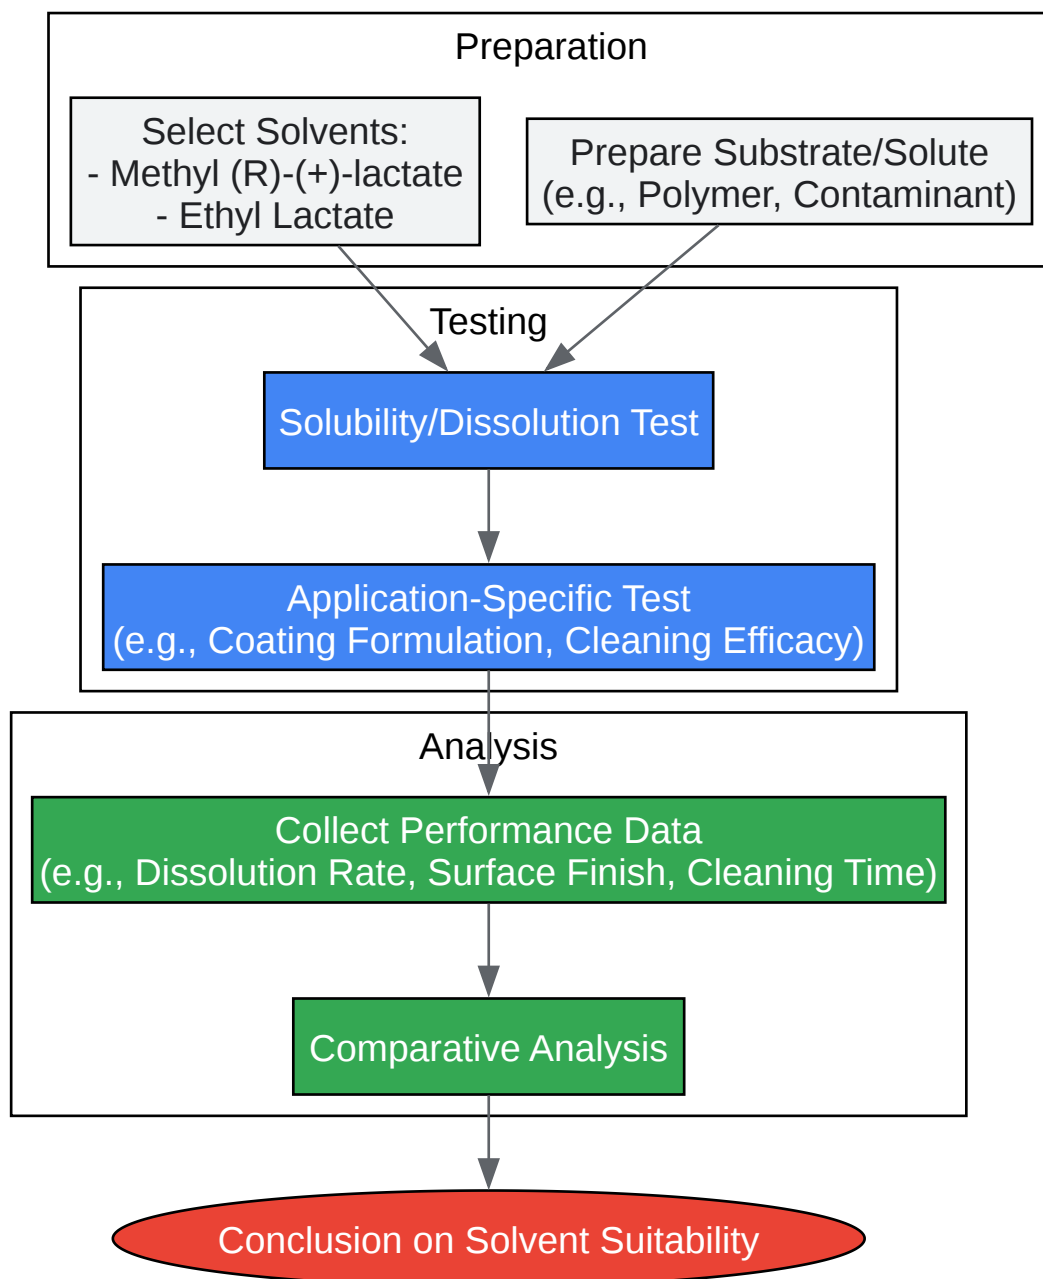 Preparation
Select Solvents:
- Methyl (R)-(+)-lactate
- Ethyl Lactate
Prepare Substrate/Solute
(e.g., Polymer, Contaminant)
Testing
Solubility/Dissolution Test
Application-Specific Test
(e.g., Coating Formulation, Cleaning Efficacy)
Analysis
Collect Performance Data
(e.g., Dissolution Rate, Surface Finish, Cleaning Time)
Comparative Analysis
Conclusion on Solvent Suitability